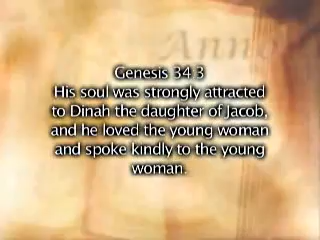 Anno
Genesis 34 3
His soul was strongly attracted
to Dinah the daughter of Jacob,
and he loved the young woman
and spoke kindly to the young
woman.